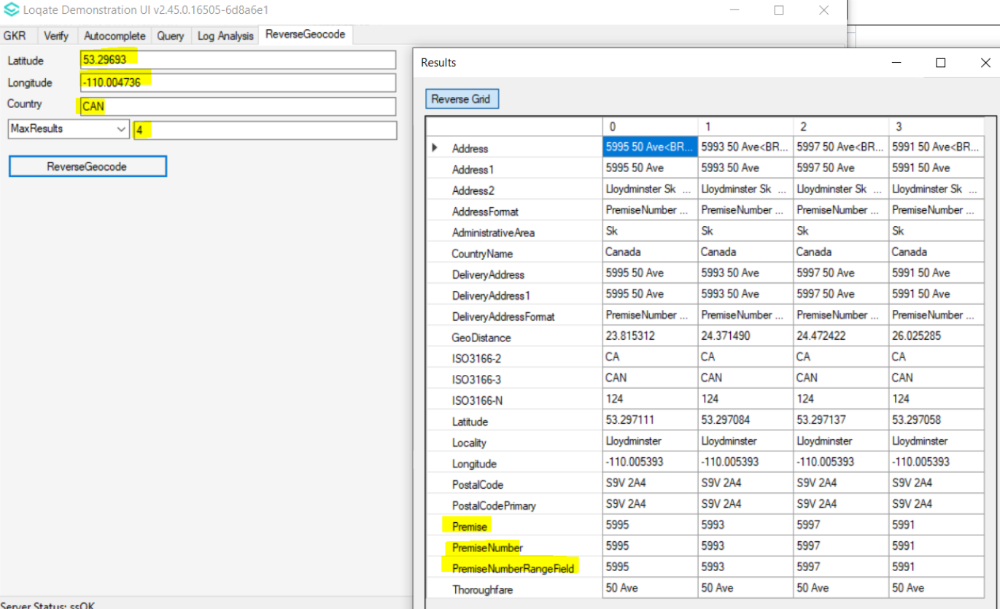 Loqate Demonstration UI v2.45.0.16505-6d8a6e1
GKR Verify Autocomplete Query Log Analysis ReverseGeocode
Latitude 53.29693
Longitude -110.004736
Country CAN
MaxResults 4
ReverseGeocode
Results
Reverse Grid
0 1 2 3
Address 5995 50 Ave<BR... 5993 50 Ave<BR... 5997 50 Ave<BR... 5991 50 Ave<BR...
Address1 5995 50 Ave 5993 50 Ave 5997 50 Ave 5991 50 Ave
Address2 Lloydminster Sk ... Lloydminster Sk ... Lloydminster Sk ... Lloydminster Sk ...
AddressFormat PremiseNumber ... PremiseNumber ... PremiseNumber ... PremiseNumber ...
AdministrativeArea Sk Sk Sk Sk
CountryName Canada Canada Canada Canada
DeliveryAddress 5995 50 Ave 5993 50 Ave 5997 50 Ave 5991 50 Ave
DeliveryAddress1 5995 50 Ave 5993 50 Ave 5997 50 Ave 5991 50 Ave
DeliveryAddressFormat PremiseNumber ... PremiseNumber ... PremiseNumber ... PremiseNumber ...
GeoDistance 23.815312 24.371490 24.472422 26.025285
ISO3166-2 CA CA CA CA
ISO3166-3 CAN CAN CAN CAN
ISO3166-N 124 124 124 124
Latitude 53.297111 53.297084 53.297137 53.297058
Locality Lloydminster Lloydminster Lloydminster Lloydminster
Longitude -110.005393 -110.005393 -110.005393 -110.005393
PostalCode S9V 2A4 S9V 2A4 S9V 2A4 S9V 2A4
PostalCodePrimary S9V 2A4 S9V 2A4 S9V 2A4 S9V 2A4
Premise 5995 5993 5997 5991
PremiseNumber 5995 5993 5997 5991
PremiseNumberRangeField 5995 5993 5997 5991
Thoroughfare 50 Ave 50 Ave 50 Ave 50 Ave
Server Status: ssOK